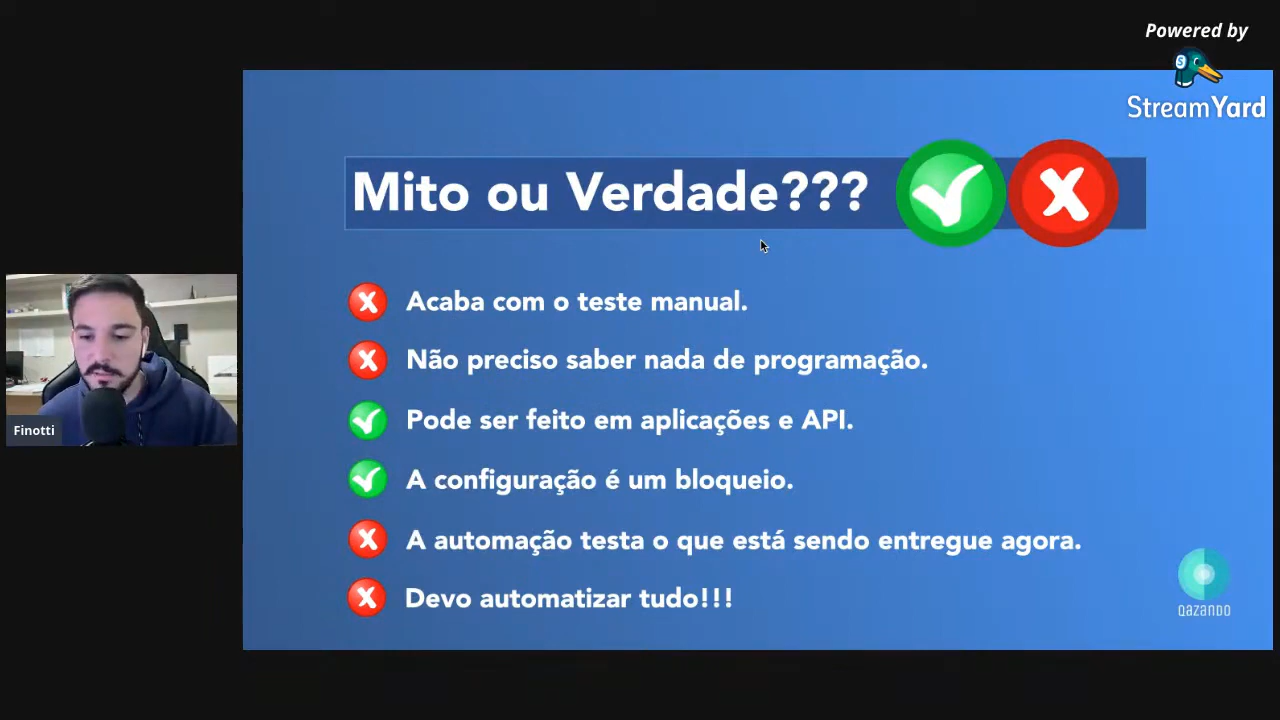 Powered by
StreamYard
Mito ou Verdade???
Acaba com o teste manual.
Não preciso saber nada de programação.
Pode ser feito em aplicações e API.
Finotti
A configuração é um bloqueio.
A automação testa o que está sendo entregue agora.
Devo automatizar tudo!!!
QAZANDO